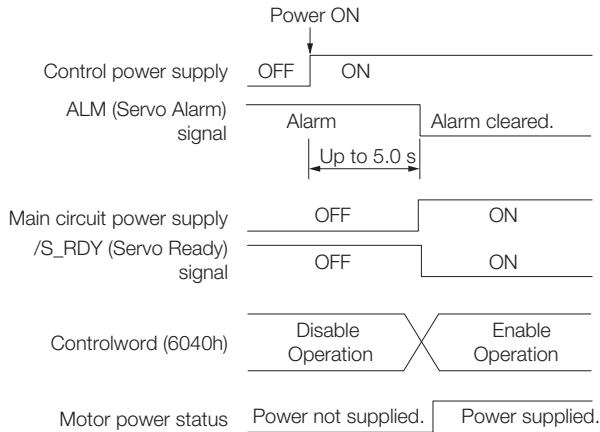 Power ON
Control power supply OFF ON
ALM (Servo Alarm)
signal
Alarm Alarm cleared.
Up to 5.0 s
Main circuit power supply OFF ON
/S_RDY (Servo Ready)
signal
OFF ON
Controlword (6040h)
Disable
Operation
Enable
Operation
Motor power status Power not supplied. Power supplied.